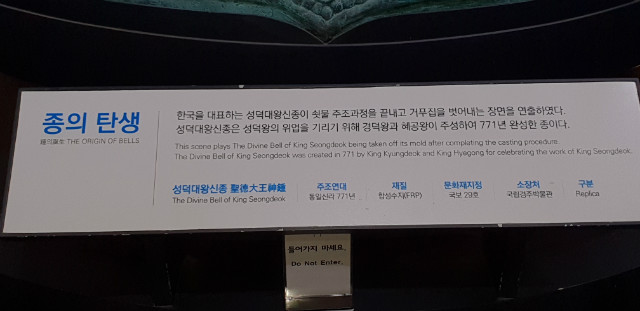 종의 탄생
鐘의 誕生 THE ORIGIN OF BELLS
한국을 대표하는 성덕대왕신종이 쇳물 주조과정을 끝내고 거푸집을 벗어내는 장면을 연출하였다.
성덕대왕신종은 성덕왕의 위업을 기리기 위해 경덕왕과 혜공왕이 주성하여 771년 완성한 종이다.
This scene plays The Divine Bell of King Seongdeok being taken off its mold after completing the casting procedure.
The Divine Bell of King Seongdeok was created in 771 by King Kyungdeok and King Hyegong for celebrating the work of King Seongdeok.
성덕대왕신종 聖德大王神鍾
The Divine Bell of King Seongdeok
주조연대
통일신라 771년
재질
합성수지(FRP)
문화재지정
국보 29호
소장처
국립경주박물관
구분
Replica
들어가지 마세요.
Do Not Enter.